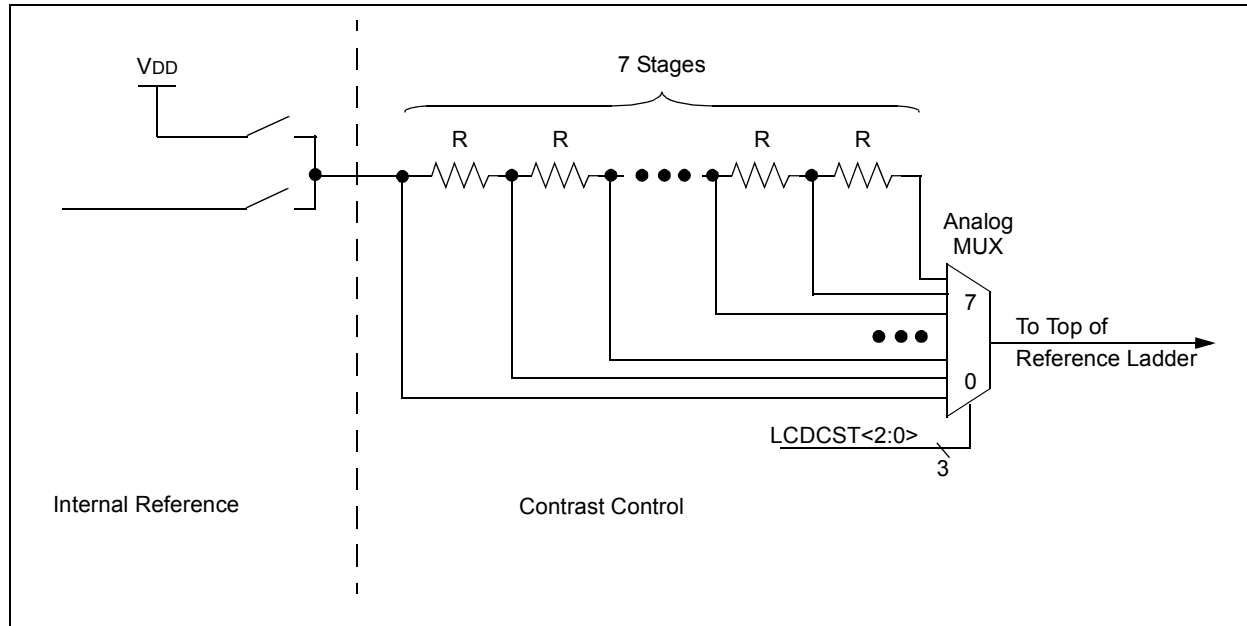 VDD
7 Stages
R
R
R
R
Analog
MUX
7
To Top of
Reference Ladder
0
LCDCST<2:0>
3
Internal Reference
Contrast Control